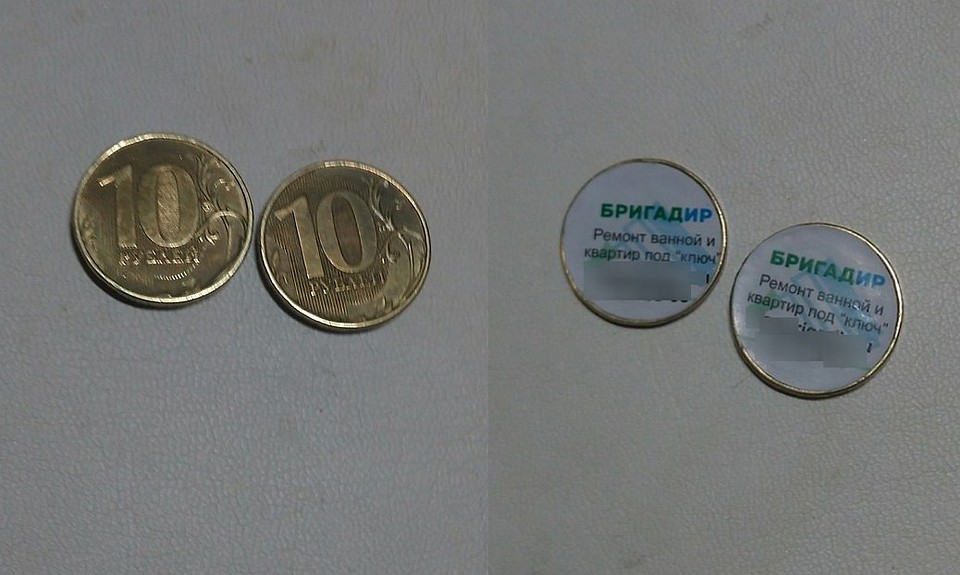 10
РУБЛЕЙ
10
РУБЛЕЙ
БРИГАДИР
Ремонт ванной и
квартир под "ключ"
БРИГАДИР
Ремонт ванной и
квартир под "ключ"